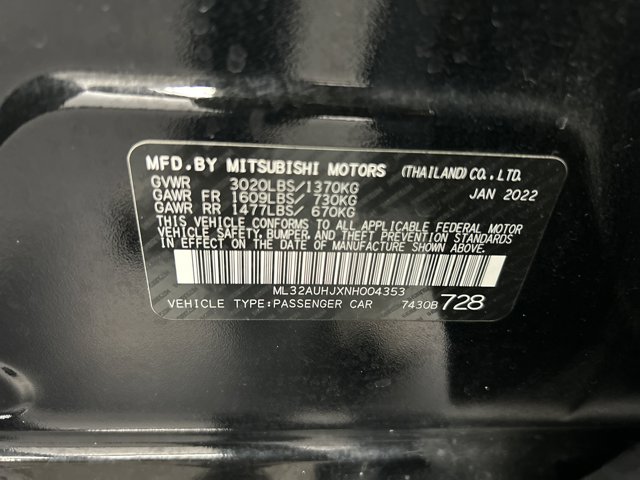 MFD.BY MITSUBISHI MOTORS (THAILAND)CO.,LTD.
GVWR 3020LBS/1370KG JAN 2022
GAWR FR 1609LBS/ 730KG
GAWR RR 1477LBS/ 670KG
THIS VEHICLE CONFORMS TO ALL APPLICABLE FEDERAL MOTOR
VEHICLE SAFETY,BUMPER,AND THEFT PREVENTION STANDARDS
IN EFFECT ON THE DATE OF MANUFACTURE SHOWN ABOVE.
ML32AUHJXNH004353
VEHICLE TYPE:PASSENGER CAR 7430B 728